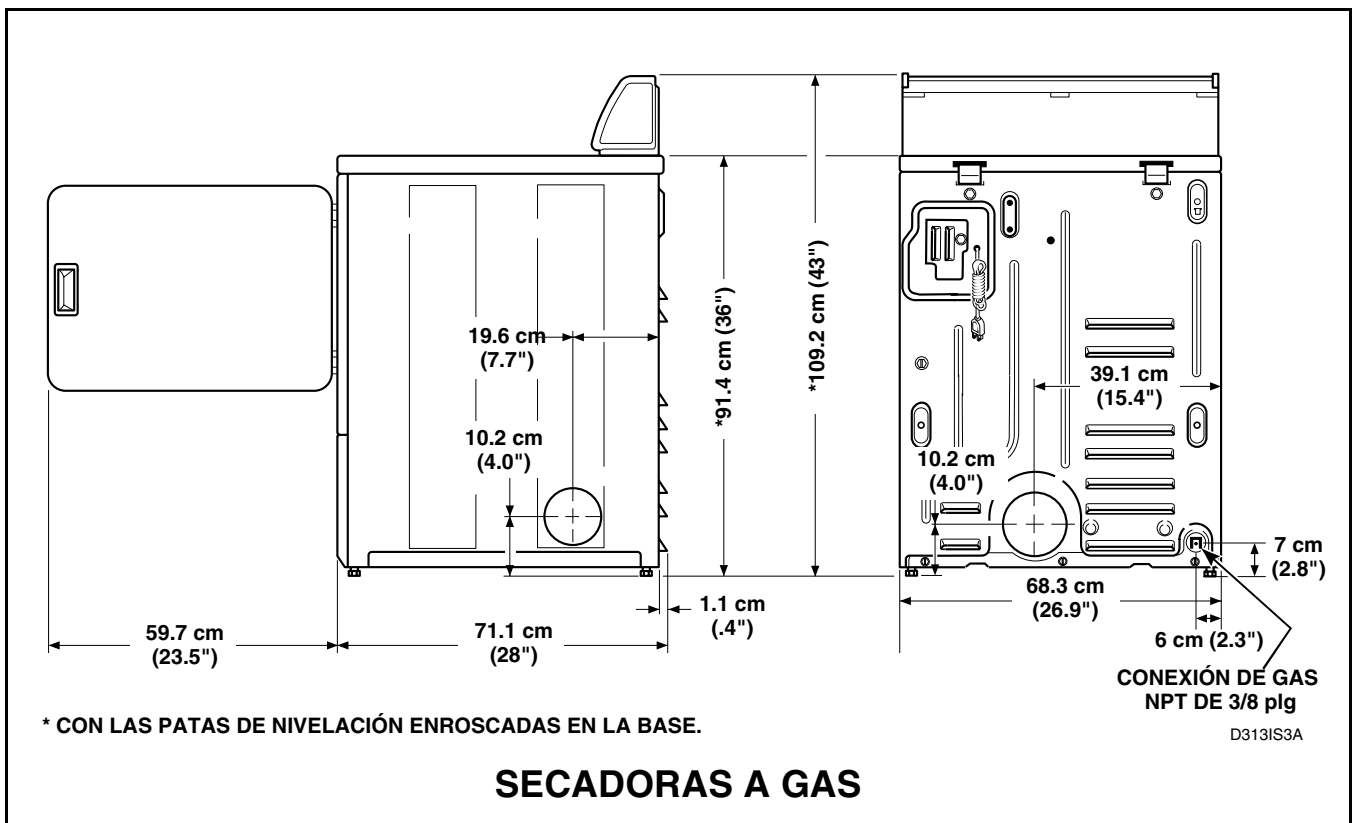 *109.2 cm (43")
*91.4 cm (36")
19.6 cm
(7.7")
10.2 cm
(4.0")
39.1 cm
(15.4")
10.2 cm
(4.0")
7 cm
(2.8")
68.3 cm
(26.9")
1.1 cm
(.4")
59.7 cm
(23.5")
71.1 cm
(28")
6 cm (2.3")
CONEXIÓN DE GAS
NPT DE 3/8 plg
* CON LAS PATAS DE NIVELACIÓN ENROSCADAS EN LA BASE.
D313IS3A
SECADORAS A GAS